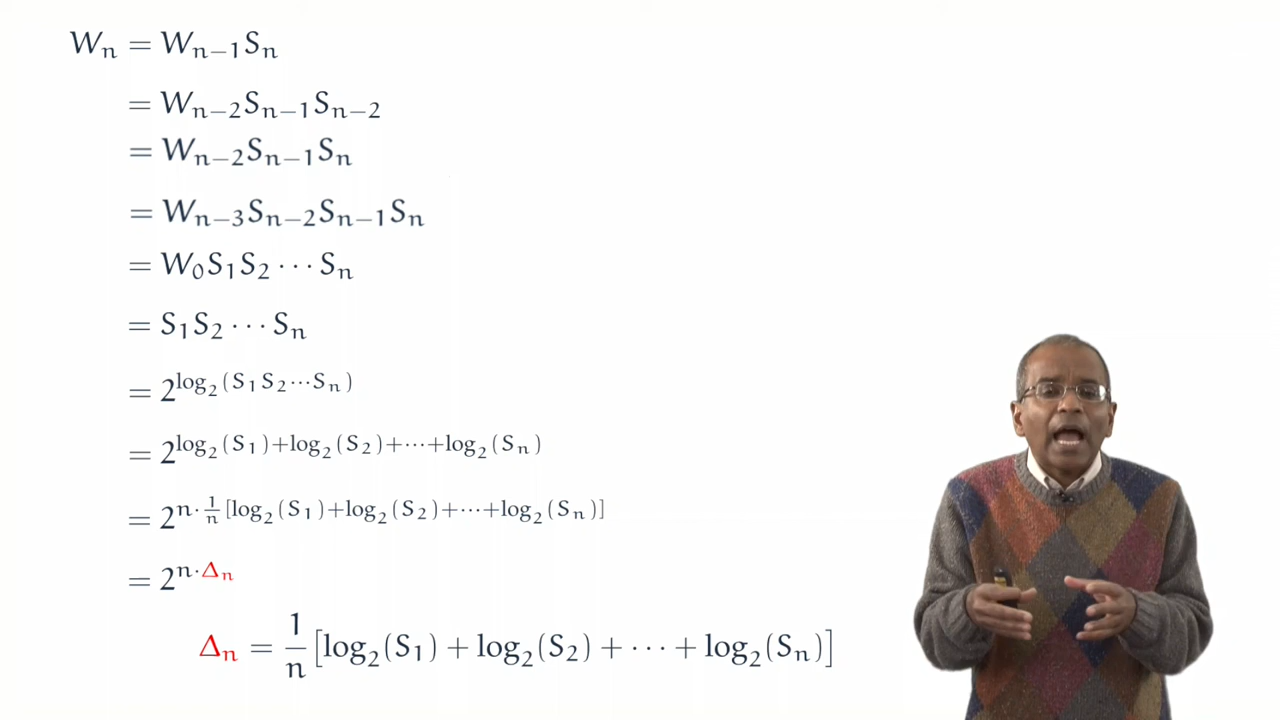 Wₙ = Wₙ₋₁Sₙ
= Wₙ₋₂Sₙ₋₁Sₙ₋₂
= Wₙ₋₂Sₙ₋₁Sₙ
= Wₙ₋₃Sₙ₋₂Sₙ₋₁Sₙ
= W₀S₁S₂ ⋯ Sₙ
= S₁S₂ ⋯ Sₙ
= 2^{log₂(S₁S₂⋯Sₙ)}
= 2^{log₂(S₁)+log₂(S₂)+⋯+log₂(Sₙ)}
= 2^{n·\frac{1}{n}[log₂(S₁)+log₂(S₂)+⋯+log₂(Sₙ)]}
= 2^{n·Δₙ}
Δₙ = \frac{1}{n}[log₂(S₁) + log₂(S₂) + ⋯ + log₂(Sₙ)]